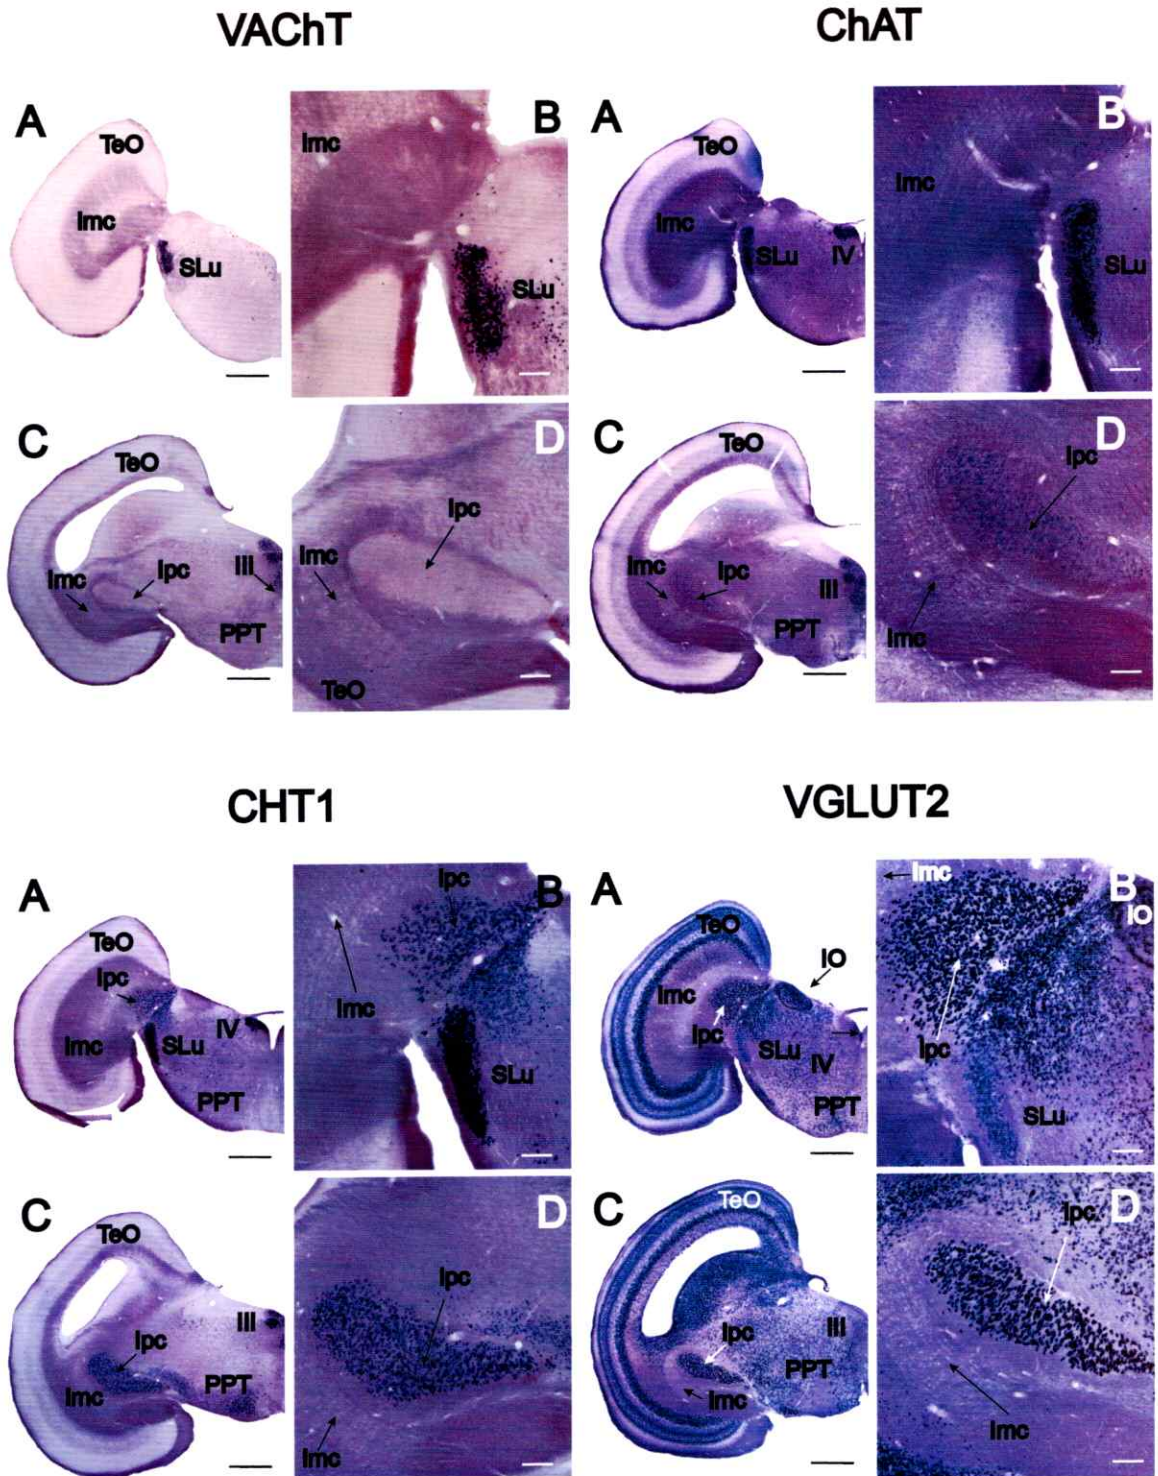 VAChT
A
TeO
Imc
SLu
B
Imc
SLu
C
TeO
Imc
Ipc
III
PPT
D
Ipc
Imc
TeO
ChAT
A
TeO
Imc
SLu
IV
B
Imc
SLu
C
TeO
Imc
Ipc
III
PPT
D
Ipc
Imc
CHT1
A
TeO
Ipc
Imc
SLu
IV
PPT
B
Ipc
Imc
SLu
C
TeO
Ipc
Imc
III
PPT
D
Ipc
Imc
VGLUT2
A
TeO
IO
Imc
Ipc
SLu
IV
PPT
B
Imc
IO
Ipc
SLu
C
TeO
Ipc
Imc
III
PPT
D
Ipc
Imc